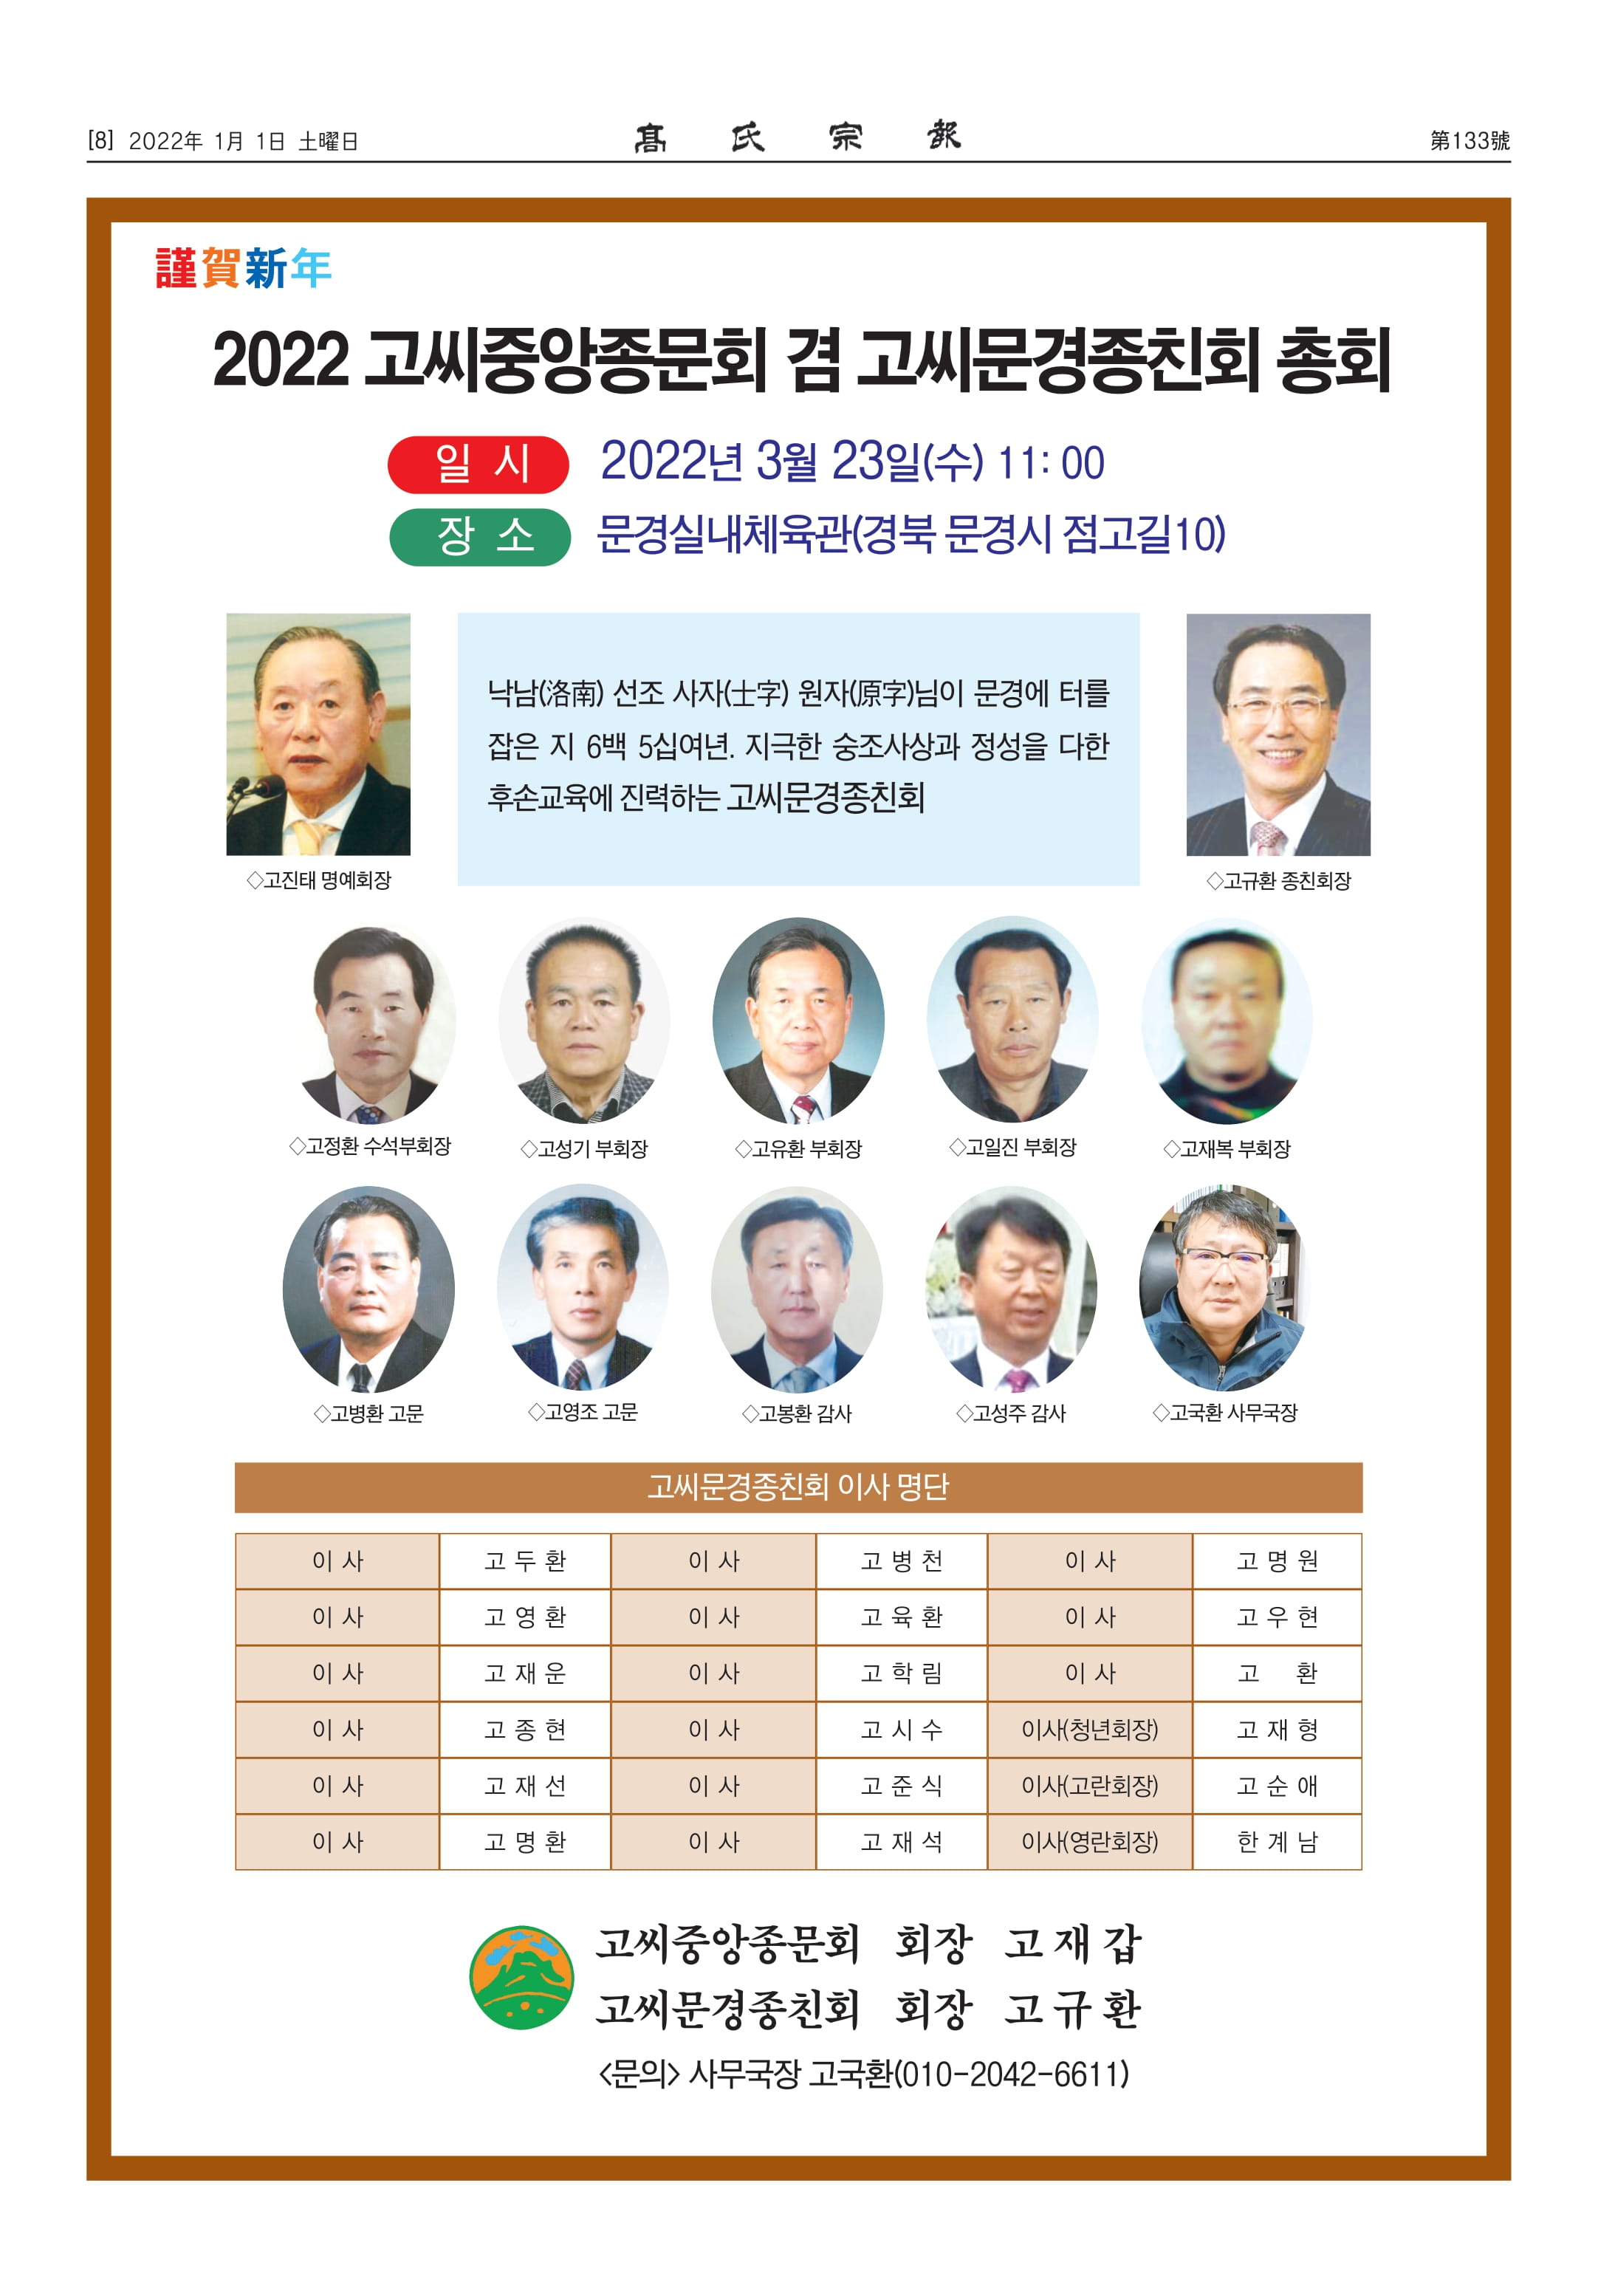 [8] 2022年 1月 1日 土曜日
髙氏宗報
第133號
謹賀新年
2022 고씨중앙종문회 겸 고씨문경종친회 총회
일 시 2022년 3월 23일(수) 11: 00
장 소 문경실내체육관(경북 문경시 점고길10)
낙남(洛南) 선조 사자(士字) 원자(原字)님이 문경에 터를
잡은 지 6백 5십여년. 지극한 숭조사상과 정성을 다한
후손교육에 진력하는 고씨문경종친회
◇고진태 명예회장
◇고규환 종친회장
◇고정환 수석부회장
◇고성기 부회장
◇고유환 부회장
◇고일진 부회장
◇고재복 부회장
◇고병환 고문
◇고영조 고문
◇고봉환 감사
◇고성주 감사
◇고국환 사무국장
고씨문경종친회 이사 명단
이 사 고 두 환 이 사 고 병 천 이 사 고 명 원
이 사 고 영 환 이 사 고 육 환 이 사 고 우 현
이 사 고 재 운 이 사 고 학 림 이 사 고 환
이 사 고 종 현 이 사 고 시 수 이사(청년회장) 고 재 형
이 사 고 재 선 이 사 고 준 식 이사(고란회장) 고 순 애
이 사 고 명 환 이 사 고 재 석 이사(영란회장) 한 계 남
고씨중앙종문회 회장 고 재 갑
고씨문경종친회 회장 고 규 환
<문의> 사무국장 고국환(010-2042-6611)